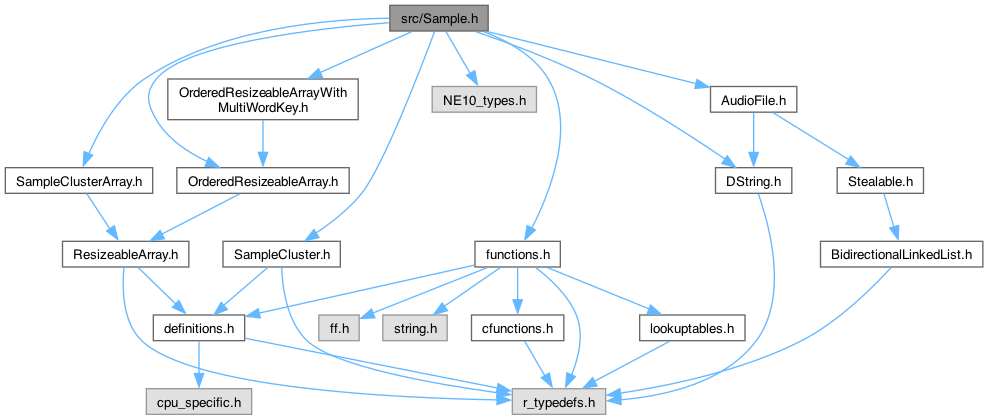 src/Sample.h
OrderedResizeableArrayWith
MultiWordKey.h
NE10_types.h
AudioFile.h
SampleClusterArray.h
OrderedResizeableArray.h
DString.h
Stealable.h
ResizeableArray.h
SampleCluster.h
functions.h
BidirectionalLinkedList.h
definitions.h
ff.h
string.h
cfunctions.h
lookuptables.h
cpu_specific.h
r_typedefs.h